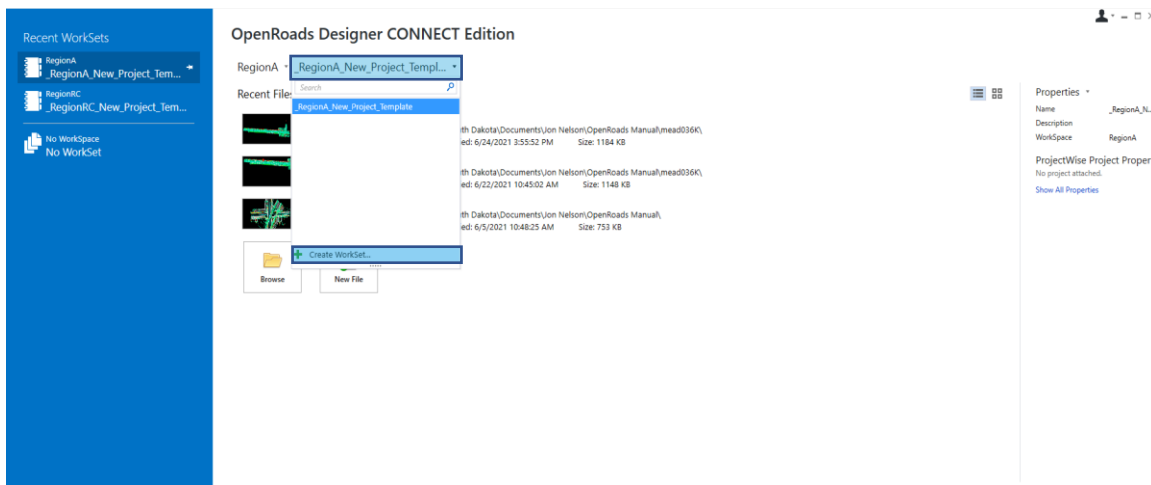 Recent WorkSets
RegionA
_RegionA_New_Project_Tem...
RegionRC
_RegionRC_New_Project_Tem...
No WorkSpace
No WorkSet
OpenRoads Designer CONNECT Edition
RegionA _RegionA_New_Project_Templ...
Recent File
Search
_RegionA_New_Project_Template
th Dakota\Documents\Jon Nelson\OpenRoads Manual\mead036K\
ed: 6/24/2021 3:55:52 PM Size: 1184 KB
th Dakota\Documents\Jon Nelson\OpenRoads Manual\mead036K\
ed: 6/22/2021 10:45:02 AM Size: 1148 KB
th Dakota\Documents\Jon Nelson\OpenRoads Manual\
ed: 6/5/2021 10:48:25 AM Size: 753 KB
Create WorkSet...
Browse
New File
Properties
Name _RegionA_N...
Description
WorkSpace RegionA
ProjectWise Project Proper
No project attached.
Show All Properties